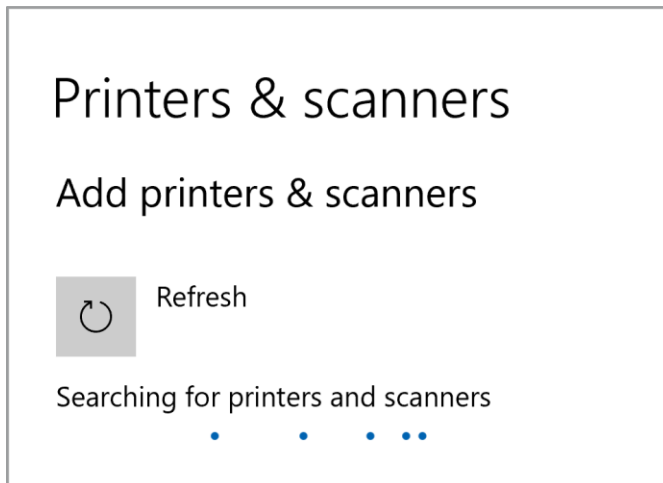 Printers & scanners
Add printers & scanners
Refresh
Searching for printers and scanners